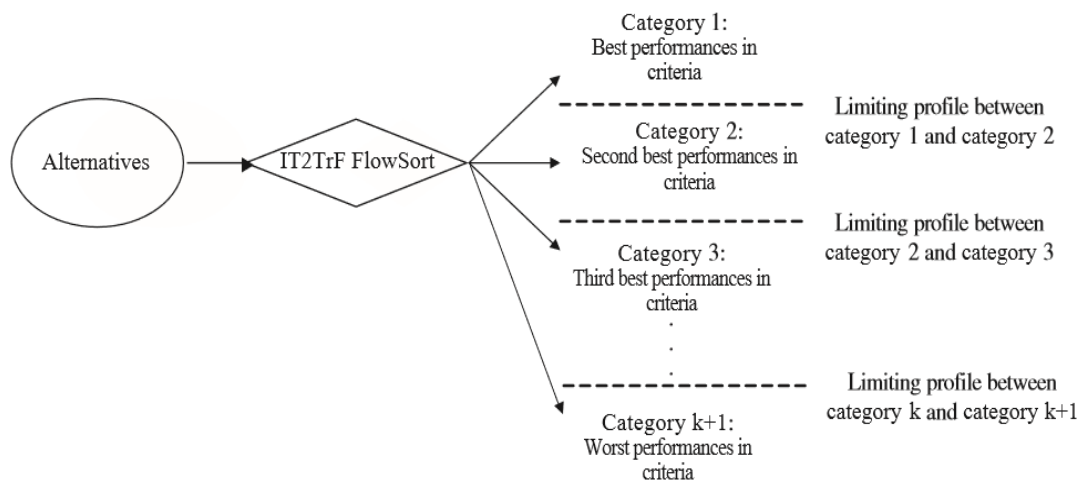 Alternatives
IT2TrF FlowSort
Category 1:
Best performances in
criteria
Limiting profile between
category 1 and category 2
Category 2:
Second best performances in
criteria
Limiting profile between
category 2 and category 3
Category 3:
Third best performances in
criteria
.
.
.
Limiting profile between
category k and category k+1
Category k+1:
Worst performances in
criteria